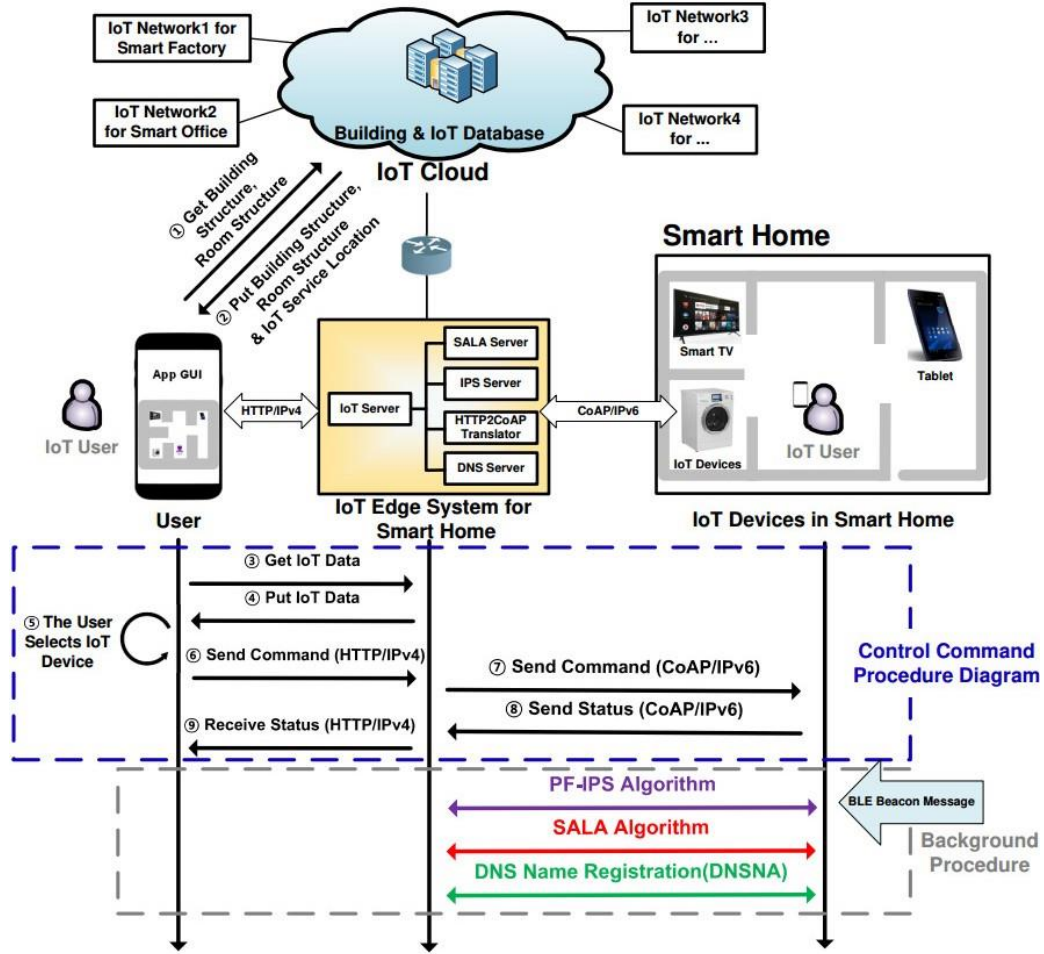 IoT Network1 for
Smart Factory
IoT Network3
for ...
IoT Network2
for Smart Office
IoT Network4
for ...
Building & IoT Database
IoT Cloud
① Get Building
Structure,
Room Structure
② Put Building Structure,
Room Structure
& IoT Service Location
Smart Home
App GUI
IoT User
HTTP/IPv4
IoT Server
SALA Server
IPS Server
HTTP2CoAP
Translator
DNS Server
CoAP/IPv6
Smart TV
Tablet
IoT Devices
IoT User
User
IoT Edge System for
Smart Home
IoT Devices in Smart Home
③ Get IoT Data
④ Put IoT Data
⑤ The User
Selects IoT
Device
⑥ Send Command (HTTP/IPv4)
⑦ Send Command (CoAP/IPv6)
⑧ Send Status (CoAP/IPv6)
⑨ Receive Status (HTTP/IPv4)
Control Command
Procedure Diagram
PF-IPS Algorithm
BLE Beacon Message
SALA Algorithm
DNS Name Registration(DNSNA)
Background
Procedure